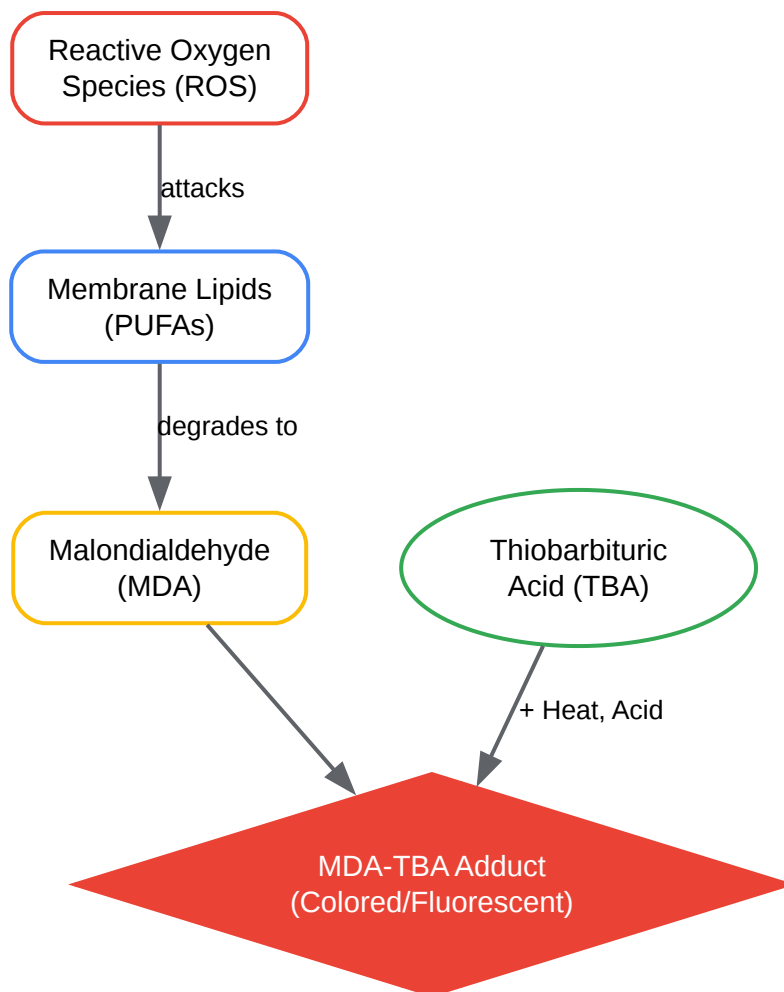 Reactive Oxygen
Species (ROS)
attacks
Membrane Lipids
(PUFAs)
degrades to
Malondialdehyde
(MDA)
Thiobarbituric
Acid (TBA)
+ Heat, Acid
MDA-TBA Adduct
(Colored/Fluorescent)